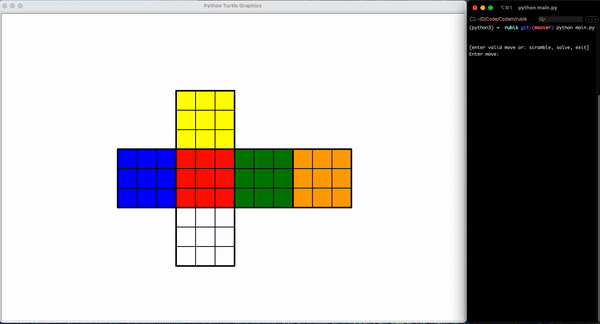 Python Turtle Graphics
⌥⌘1 python main.py
~/D/Code/Codam/rubik
(python3) → rubik git:(master) python main.py
[enter valid move or: scramble, solve, exit]
Enter move: